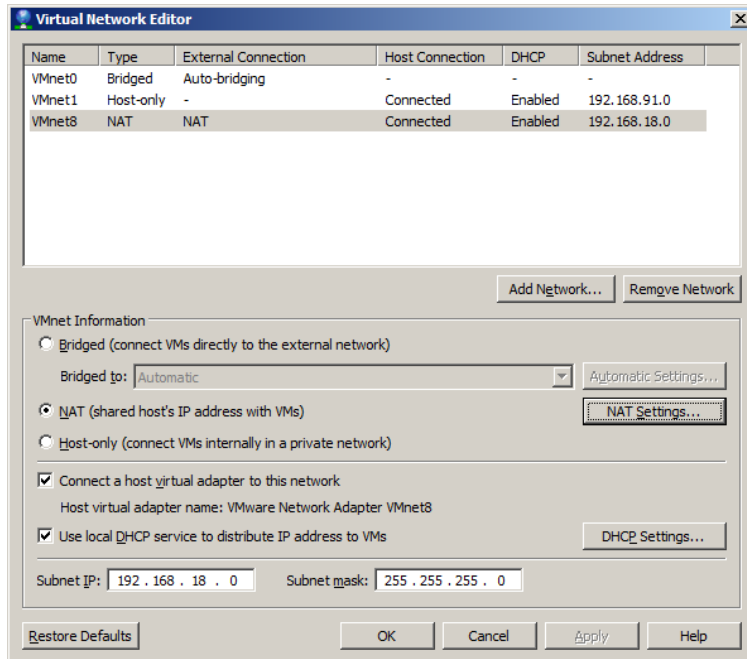 Virtual Network Editor
Name Type External Connection Host Connection DHCP Subnet Address
VMnet0 Bridged Auto-bridging - - -
VMnet1 Host-only - Connected Enabled 192.168.91.0
VMnet8 NAT NAT Connected Enabled 192.168.18.0
Add Network... Remove Network
VMnet Information
Bridged (connect VMs directly to the external network)
Bridged to: Automatic Automatic Settings...
NAT (shared host's IP address with VMs) NAT Settings...
Host-only (connect VMs internally in a private network)
Connect a host virtual adapter to this network
Host virtual adapter name: VMware Network Adapter VMnet8
Use local DHCP service to distribute IP address to VMs DHCP Settings...
Subnet IP: 192 . 168 . 18 . 0 Subnet mask: 255 . 255 . 255 . 0
Restore Defaults OK Cancel Apply Help